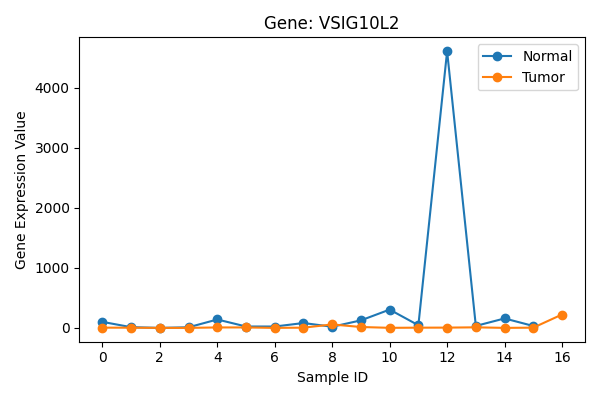 Gene: VSIG10L2
Normal
Tumor
Gene Expression Value
4000
3000
2000
1000
0
0 2 4 6 8 10 12 14 16
Sample ID